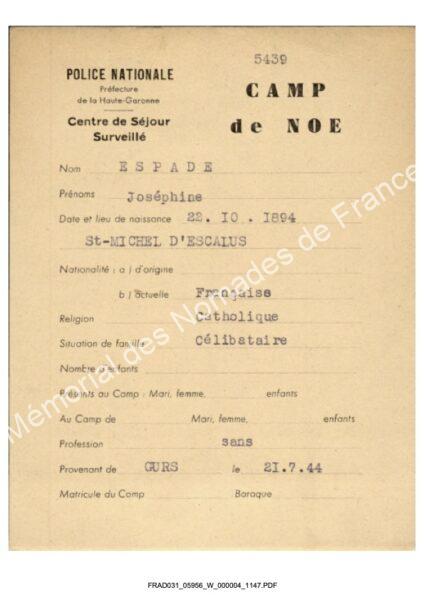 5439
POLICE NATIONALE
Préfecture
de la Haute-Garonne
Centre de Séjour
Surveillé
CAMP
de NOE
Nom ESPADE
Prénoms Joséphine
Date et lieu de naissance 22. IO . I894
St-MICHEL D'ESCALUS
Nationalité : a ) d'origine
b ) actuelle Française
Religion Catholique
Situation de famille Célibataire
Nombre d'enfants
Présents au Camp : Mari, femme, enfants
Au Camp de Mari, femme, enfants
Profession sans
Provenant de GURS le 2I.7.44
Matricule du Camp Baraque
Mémorial des Nomades de France
FRAD031_05956_W_000004_1147.PDF